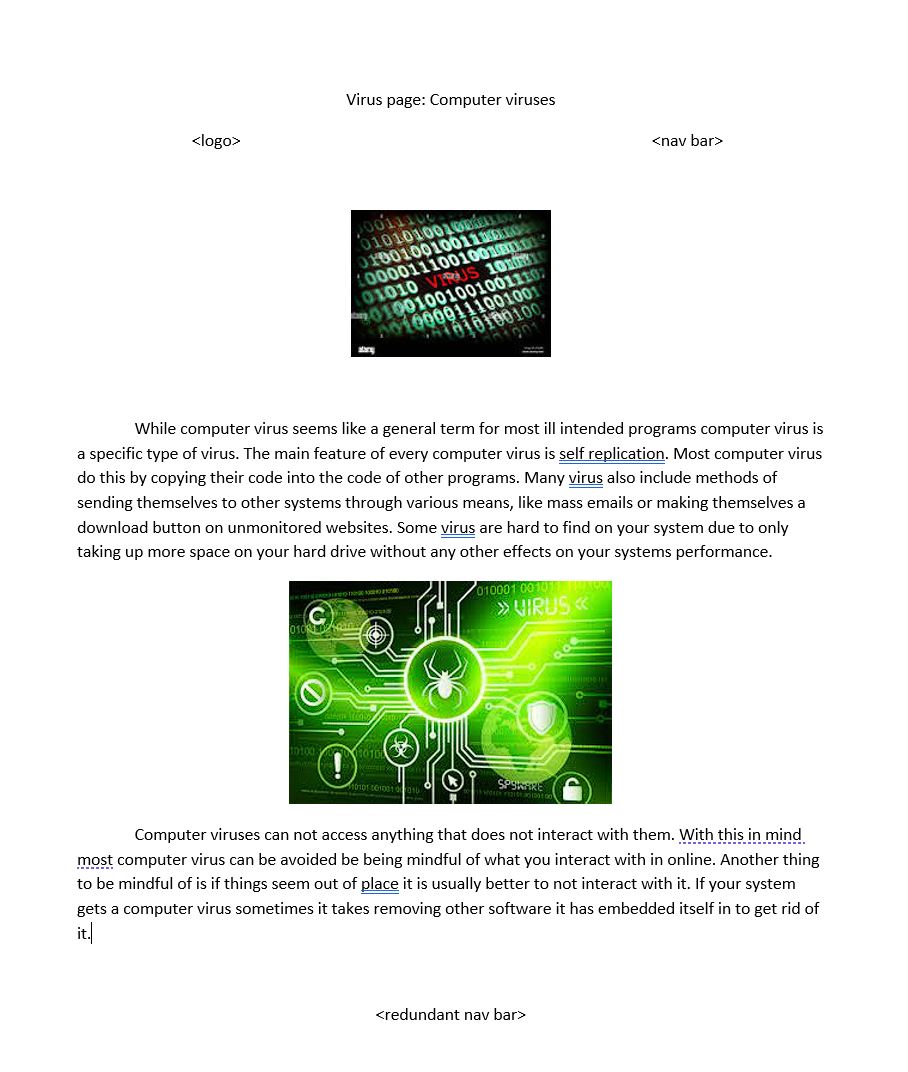 Virus page: Computer viruses
<logo> <nav bar>
VIRUS
alamy
While computer virus seems like a general term for most ill intended programs computer virus is
a specific type of virus. The main feature of every computer virus is self replication. Most computer virus
do this by copying their code into the code of other programs. Many virus also include methods of
sending themselves to other systems through various means, like mass emails or making themselves a
download button on unmonitored websites. Some virus are hard to find on your system due to only
taking up more space on your hard drive without any other effects on your systems performance.
010001 001011
» VIRUS «
SPYWARE
Computer viruses can not access anything that does not interact with them. With this in mind
most computer virus can be avoided be being mindful of what you interact with in online. Another thing
to be mindful of is if things seem out of place it is usually better to not interact with it. If your system
gets a computer virus sometimes it takes removing other software it has embedded itself in to get rid of
it.
<redundant nav bar>